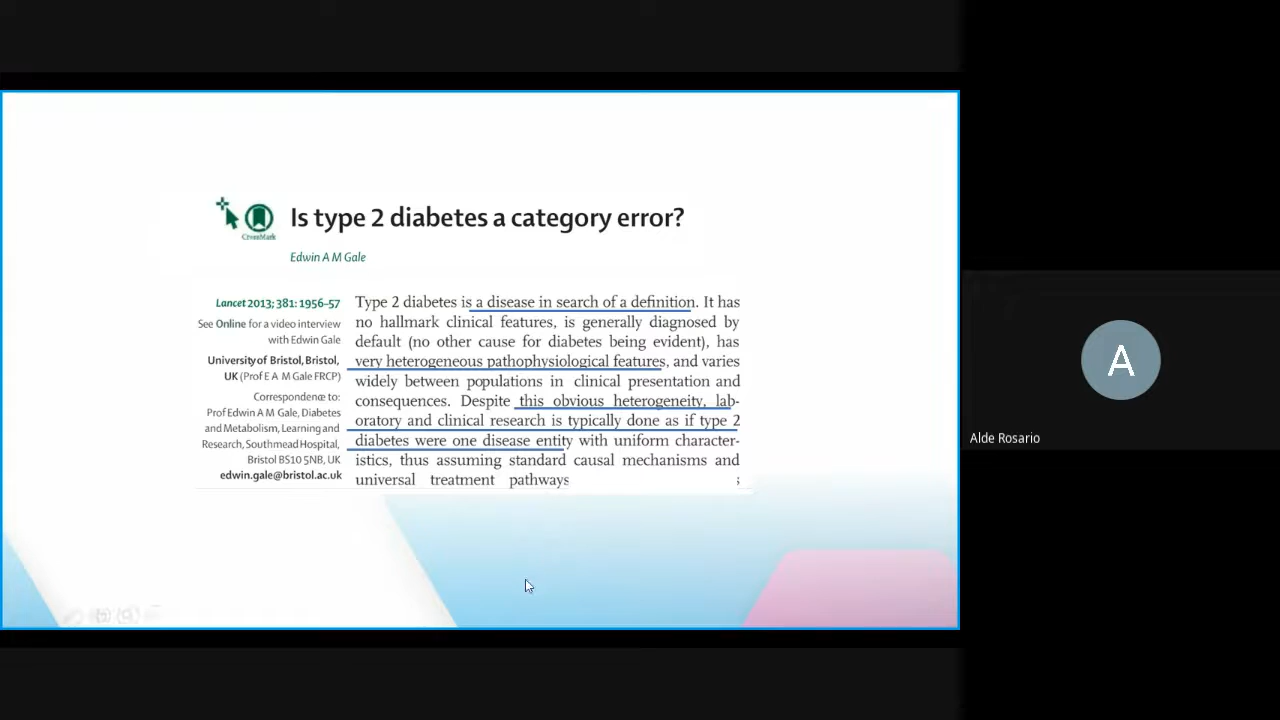 Is type 2 diabetes a category error?
CrossMark
Edwin A M Gale
Lancet 2013; 381: 1956–57
See Online for a video interview
with Edwin Gale
University of Bristol, Bristol,
UK (Prof E A M Gale FRCP)
Correspondence to:
Prof Edwin A M Gale, Diabetes
and Metabolism, Learning and
Research, Southmead Hospital,
Bristol BS10 5NB, UK
edwin.gale@bristol.ac.uk
Type 2 diabetes is a disease in search of a definition. It has
no hallmark clinical features, is generally diagnosed by
default (no other cause for diabetes being evident), has
very heterogeneous pathophysiological features, and varies
widely between populations in clinical presentation and
consequences. Despite this obvious heterogeneity, lab-
oratory and clinical research is typically done as if type 2
diabetes were one disease entity with uniform character-
istics, thus assuming standard causal mechanisms and
universal treatment pathways
A
Alde Rosario